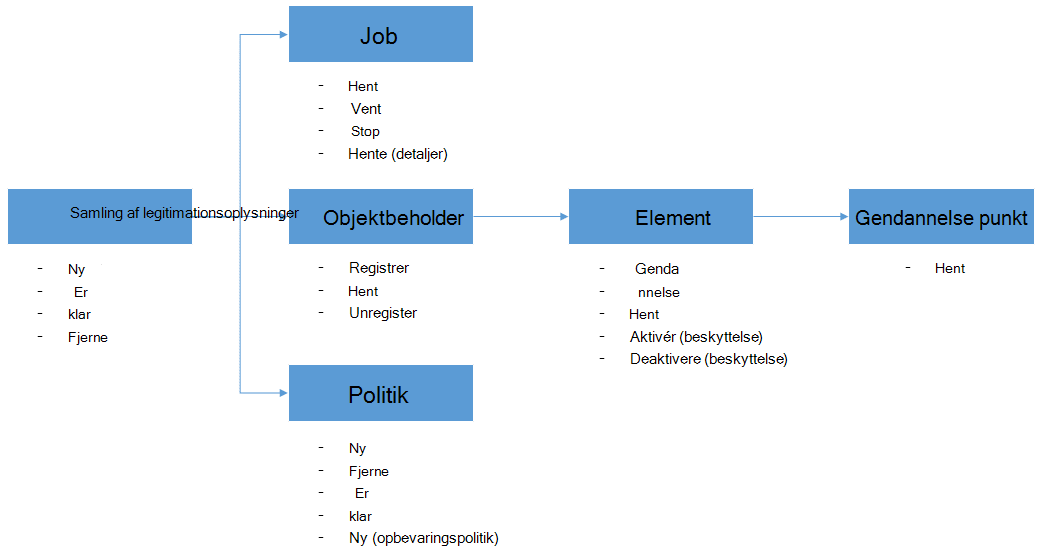 Job
- Hent
- Vent
- Stop
- Hente (detaljer)
Samling af legitimationsoplysninger
- Ny
- Er
- klar
- Fjerne
Objektbeholder
- Registrer
- Hent
- Unregister
Element
- Genda
- nnelse
- Hent
- Aktivér (beskyttelse)
- Deaktivere (beskyttelse)
Gendannelse punkt
- Hent
Politik
- Ny
- Fjerne
- Er
- klar
- Ny (opbevaringspolitik)